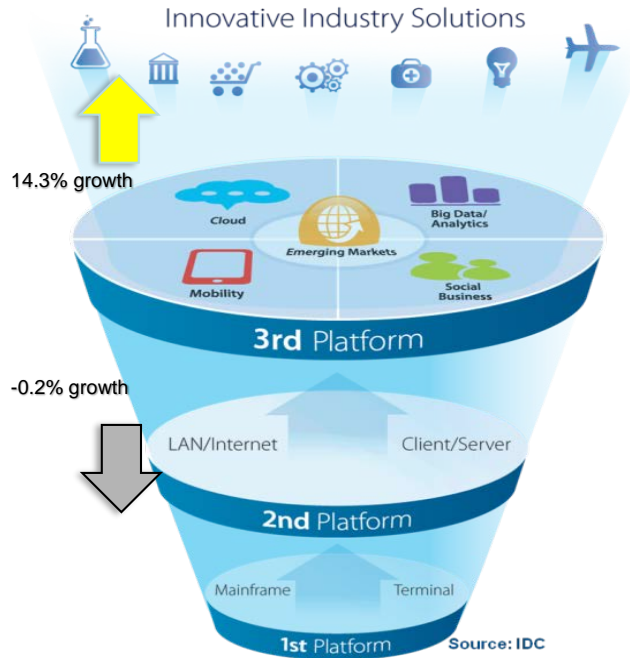 Innovative Industry Solutions
14.3% growth
Cloud
Big Data/
Analytics
Emerging Markets
Mobility
Social
Business
3rd Platform
-0.2% growth
LAN/Internet
Client/Server
2nd Platform
Mainframe
Terminal
1st Platform
Source: IDC